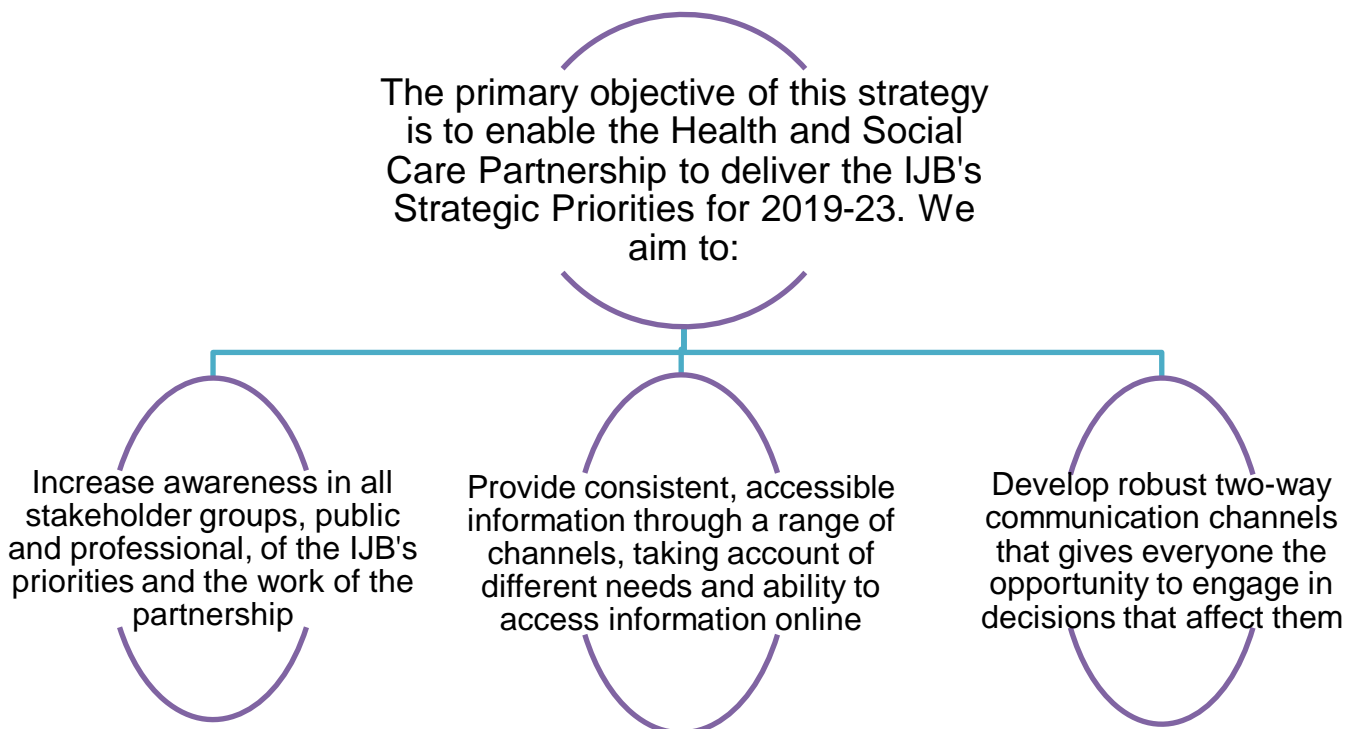 The primary objective of this strategy
is to enable the Health and Social
Care Partnership to deliver the IJB's
Strategic Priorities for 2019-23. We
aim to:
Increase awareness in all
stakeholder groups, public
and professional, of the IJB's
priorities and the work of the
partnership
Provide consistent, accessible
information through a range of
channels, taking account of
different needs and ability to
access information online
Develop robust two-way
communication channels
that gives everyone the
opportunity to engage in
decisions that affect them